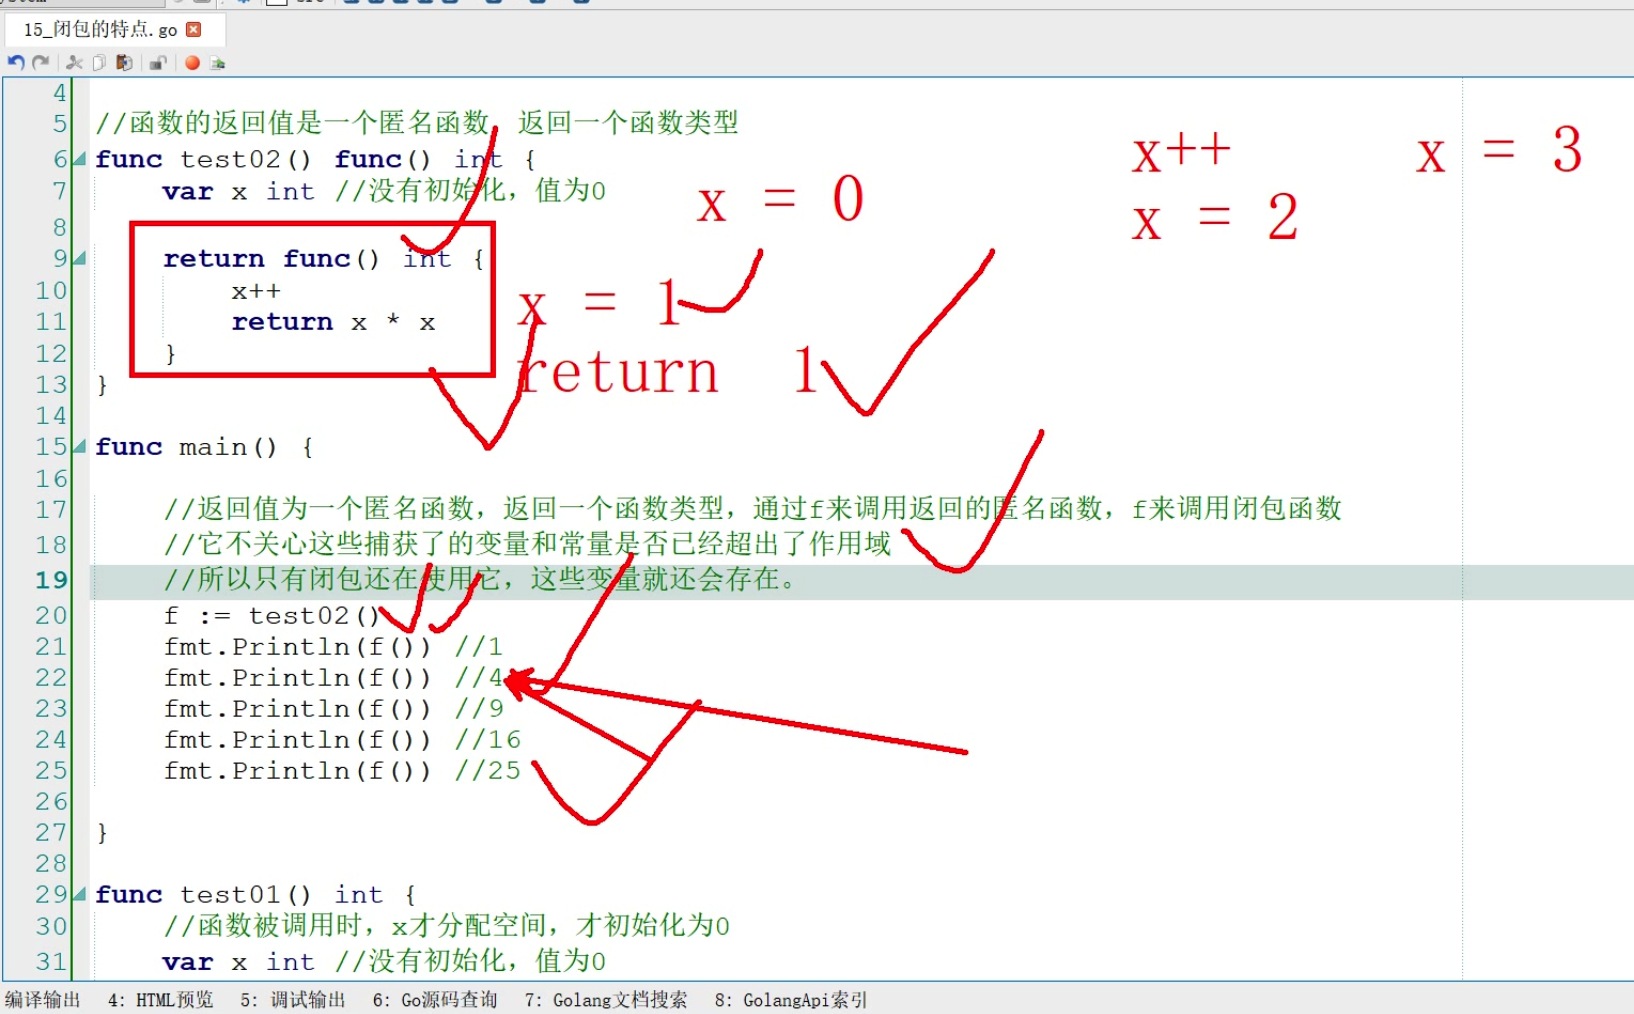 15_闭包的特点.go
4
5 //函数的返回值是一个匿名函数，返回一个函数类型
6 func test02() func() int {
7 var x int //没有初始化，值为0
8
9 return func() int {
10 x++
11 return x * x
12 }
13 }
14
15 func main() {
16
17 //返回值为一个匿名函数，返回一个函数类型，通过f来调用返回的匿名函数，f来调用闭包函数
18 //它不关心这些捕获了的变量和常量是否已经超出了作用域
19 //所以只有闭包还在使用它，这些变量就还会存在。
20 f := test02()
21 fmt.Println(f()) //1
22 fmt.Println(f()) //4
23 fmt.Println(f()) //9
24 fmt.Println(f()) //16
25 fmt.Println(f()) //25
26
27 }
28
29 func test01() int {
30 //函数被调用时，x才分配空间，才初始化为0
31 var x int //没有初始化，值为0
x = 0
x = 1
return 1
x++ x = 3
x = 2
编译输出 4: HTML预览 5: 调试输出 6: Go源码查询 7: Golang文档搜索 8: GolangApi索引